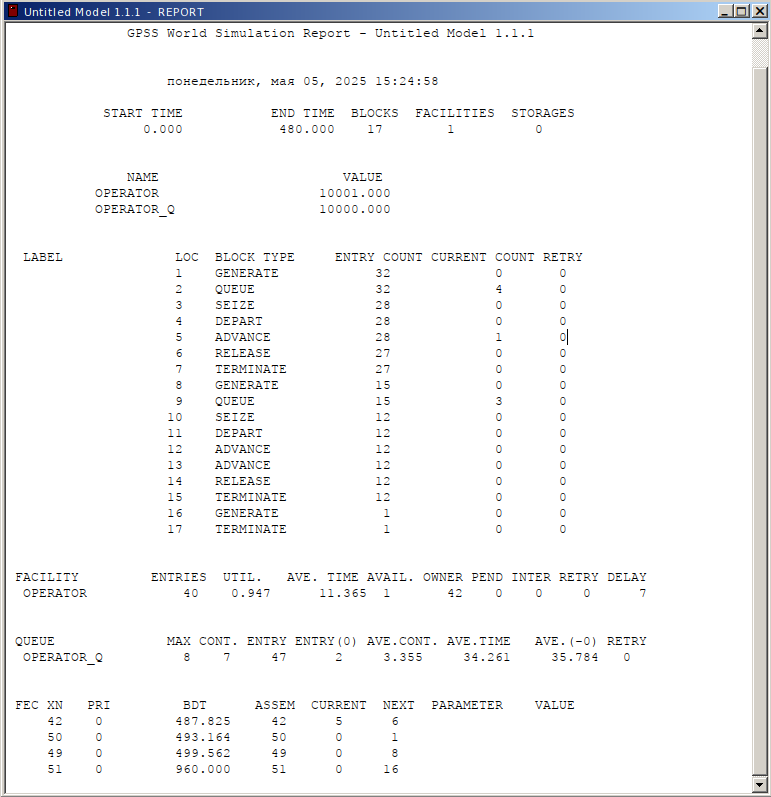 Untitled Model 1.1.1 - REPORT
GPSS World Simulation Report - Untitled Model 1.1.1
понедельник, мая 05, 2025 15:24:58
START TIME END TIME BLOCKS FACILITIES STORAGES
0.000 480.000 17 1 0
NAME VALUE
OPERATOR 10001.000
OPERATOR_Q 10000.000
LABEL LOC BLOCK TYPE ENTRY COUNT CURRENT COUNT RETRY
1 GENERATE 32 0 0
2 QUEUE 32 4 0
3 SEIZE 28 0 0
4 DEPART 28 0 0
5 ADVANCE 28 1 0
6 RELEASE 27 0 0
7 TERMINATE 27 0 0
8 GENERATE 15 0 0
9 QUEUE 15 3 0
10 SEIZE 12 0 0
11 DEPART 12 0 0
12 ADVANCE 12 0 0
13 ADVANCE 12 0 0
14 RELEASE 12 0 0
15 TERMINATE 12 0 0
16 GENERATE 1 0 0
17 TERMINATE 1 0 0
FACILITY ENTRIES UTIL. AVE. TIME AVAIL. OWNER PEND INTER RETRY DELAY
OPERATOR 40 0.947 11.365 1 42 0 0 0 7
QUEUE MAX CONT. ENTRY ENTRY(0) AVE.CONT. AVE.TIME AVE.(-0) RETRY
OPERATOR_Q 8 7 47 2 3.355 34.261 35.784 0
FEC XN PRI BDT ASSEM CURRENT NEXT PARAMETER VALUE
42 0 487.825 42 5 6
50 0 493.164 50 0 1
49 0 499.562 49 0 8
51 0 960.000 51 0 16